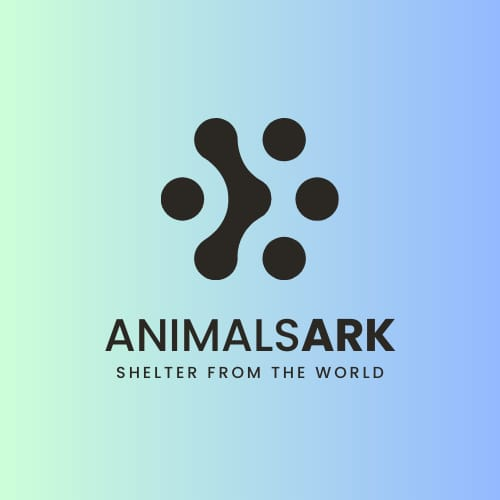 ANIMALSARK
SHELTER FROM THE WORLD